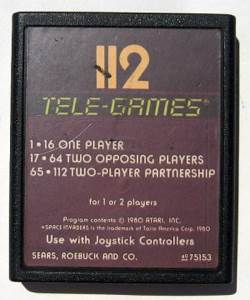 112
TELE-GAMES®
1 • 16 ONE PLAYER
17 • 64 TWO OPPOSING PLAYERS
65 • 112 TWO-PLAYER PARTNERSHIP
for 1 or 2 players
Program contents © 1980 ATARI, INC.
*SPACE INVADERS is the trademark of Taito America Corp. 1980
Use with Joystick Controllers
SEARS, ROEBUCK AND CO. 49 75153